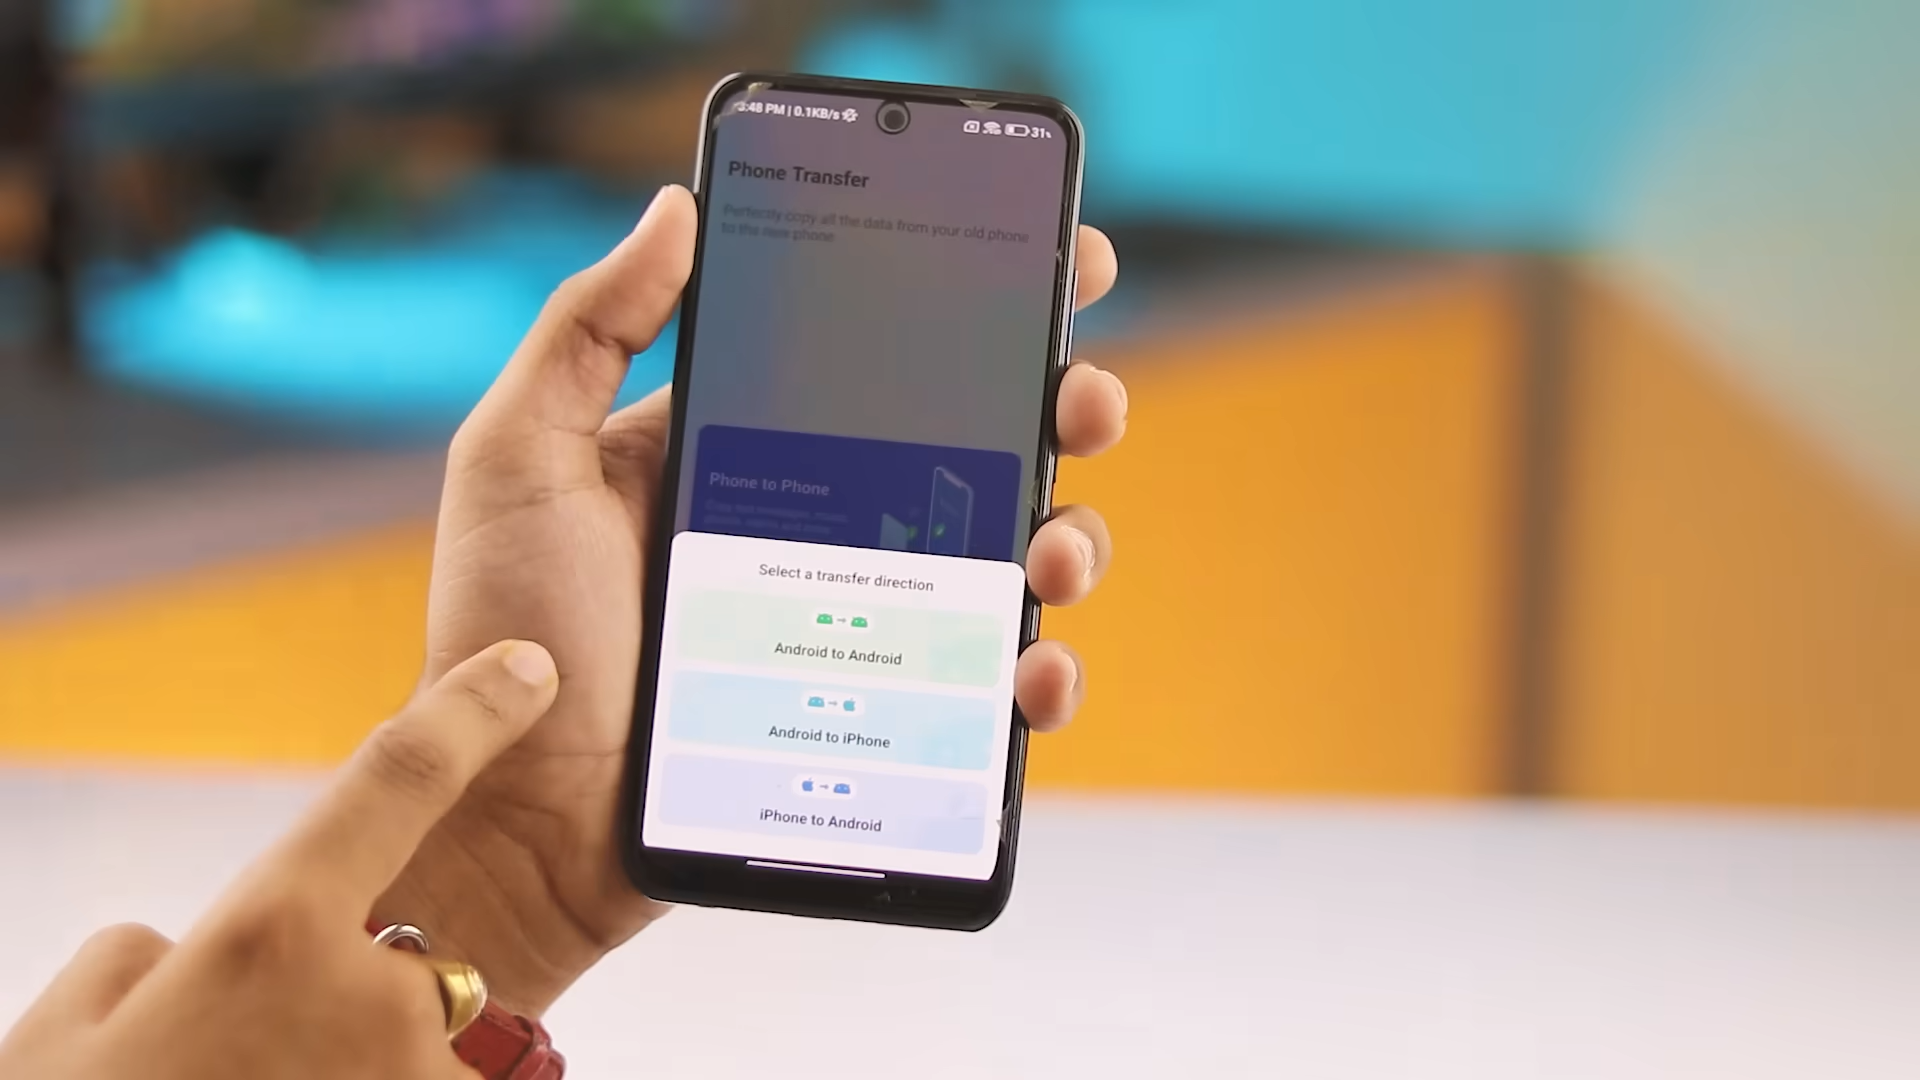 3:48 PM | 0.1KB/s
31%
Phone Transfer
Perfectly copy all the data from your old phone
to the new phone
Phone to Phone
Select a transfer direction
Android to Android
Android to iPhone
iPhone to Android